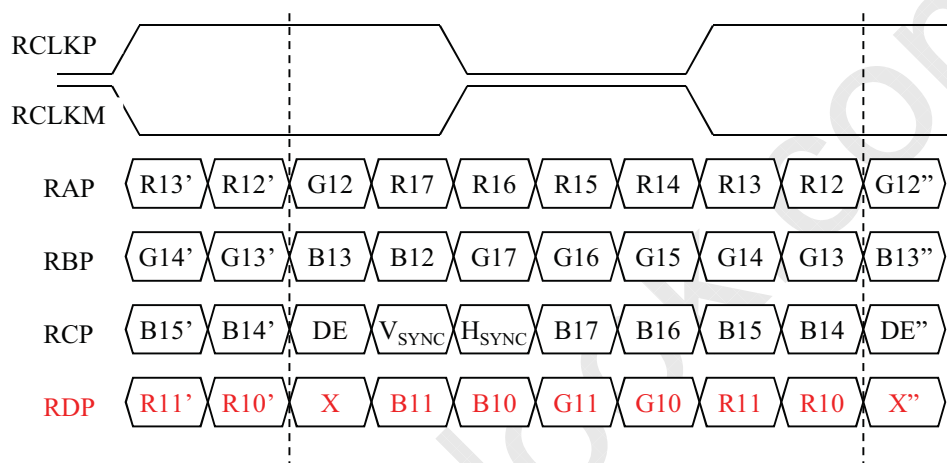 RCLKP
RCLKM
RAP R13’ R12’ G12 R17 R16 R15 R14 R13 R12 G12”
RBP G14’ G13’ B13 B12 G17 G16 G15 G14 G13 B13”
RCP B15’ B14’ DE VSYNC HSYNC B17 B16 B15 B14 DE”
RDP R11’ R10’ X B11 B10 G11 G10 R11 R10 X”